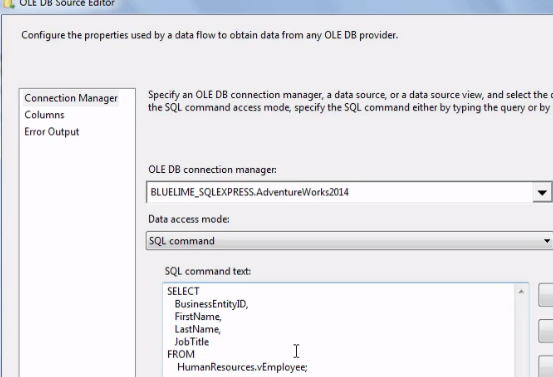 OLE DB Source Editor
Configure the properties used by a data flow to obtain data from any OLE DB provider.
Connection Manager
Columns
Error Output
Specify an OLE DB connection manager, a data source, or a data source view, and select the
the SQL command access mode, specify the SQL command either by typing the query or by
OLE DB connection manager:
BLUELIME_SQLEXPRESS.AdventureWorks2014
Data access mode:
SQL command
SQL command text:
SELECT
BusinessEntityID,
FirstName,
LastName,
JobTitle
FROM
HumanResources.vEmployee;